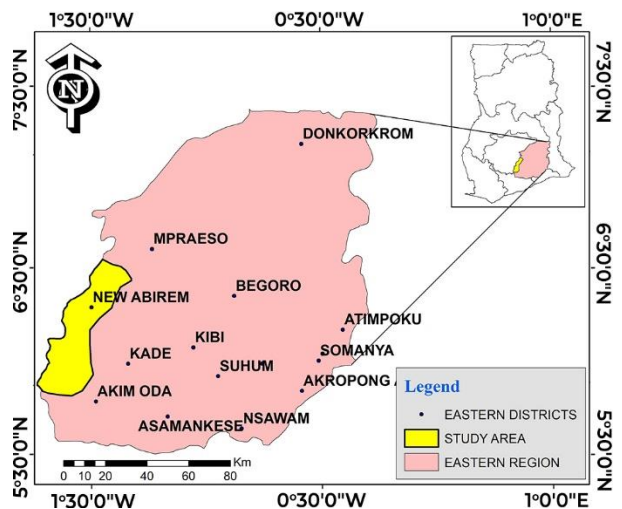 1°30'0"W 0°30'0"W 1°0'0"E
7°30'0"N
7°30'0"N
N
DONKORKROM
MPRAESO
6°30'0"N
6°30'0"N
BEGORO
NEW ABIREM
ATIMPOKU
KIBI
SOMANYA
KADE
SUHUM
AKROPONG A
AKIM ODA
ASAMANKESE
NSAWAM
Legend
EASTERN DISTRICTS
STUDY AREA
EASTERN REGION
5°30'0"N
5°30'0"N
Km
0 10 20 40 60 80
1°30'0"W 0°30'0"W 1°0'0"E